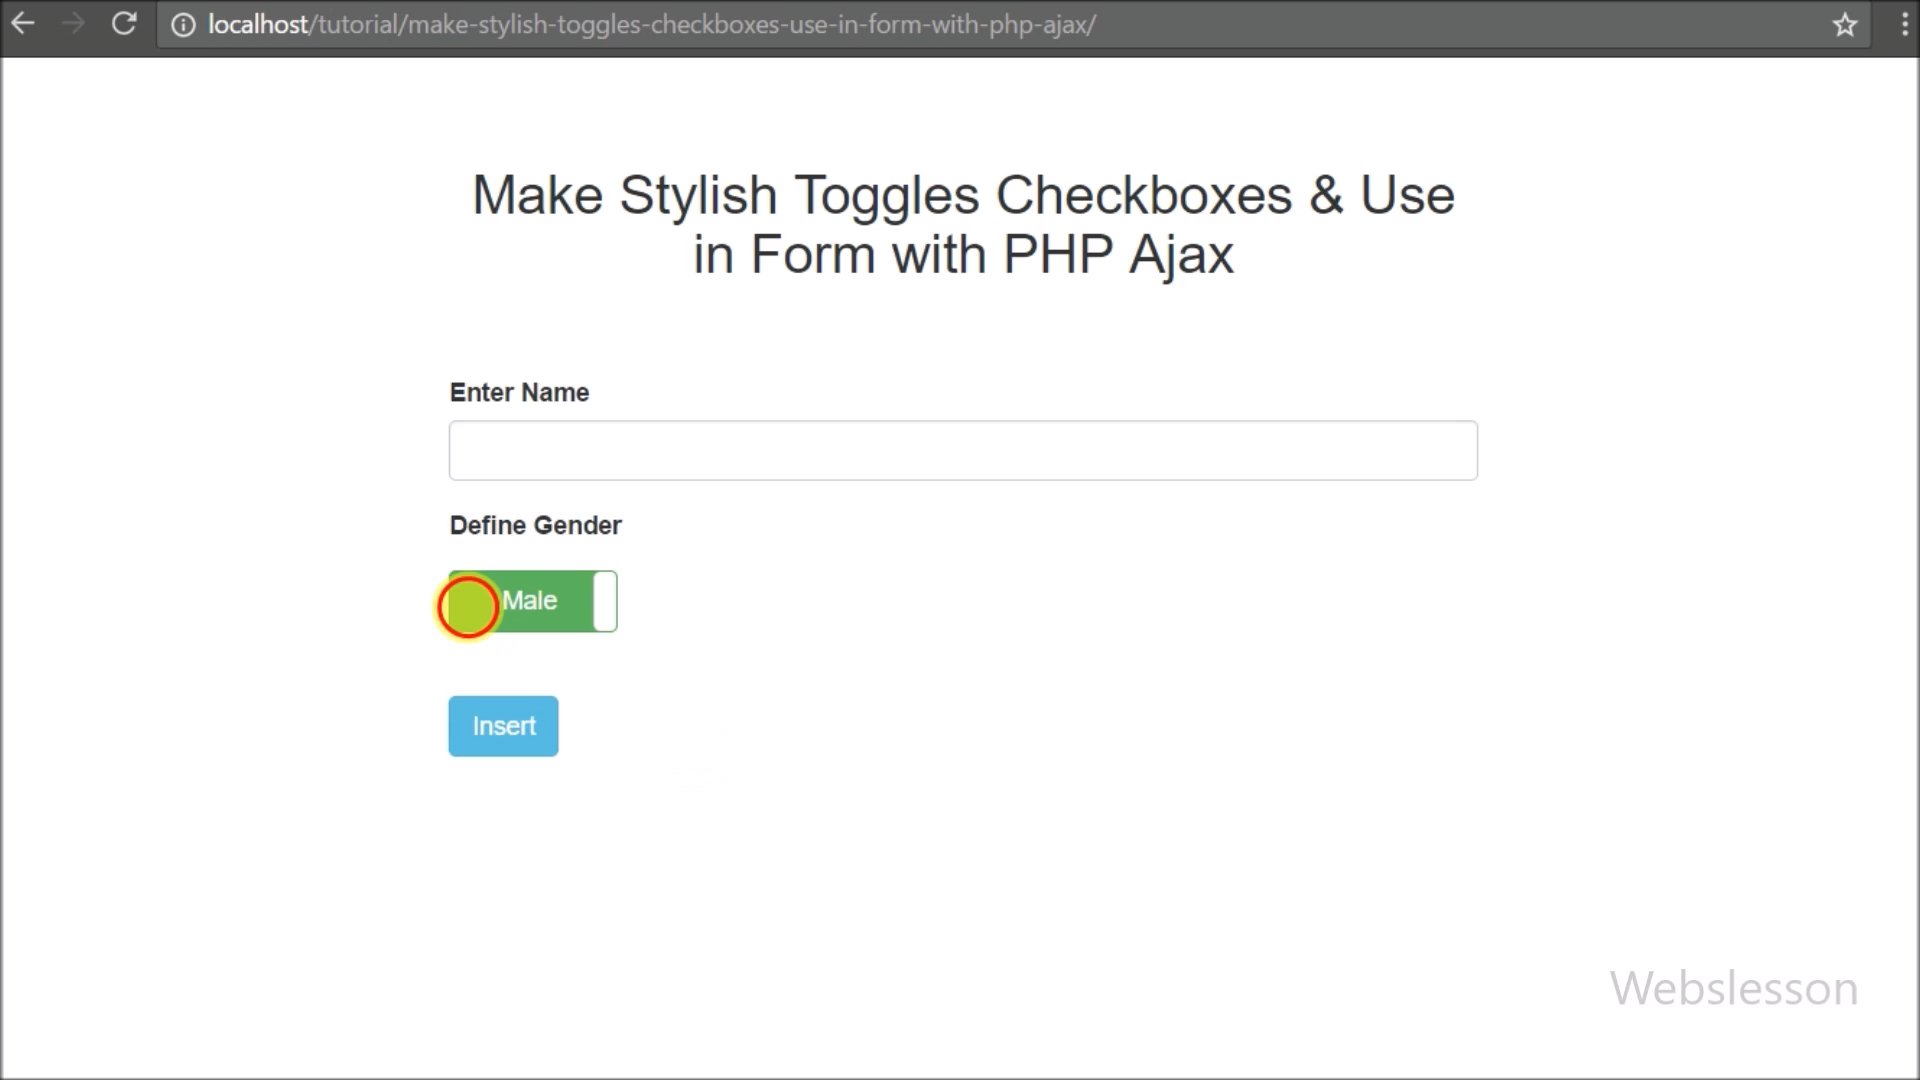 localhost/tutorial/make-stylish-toggles-checkboxes-use-in-form-with-php-ajax/
Make Stylish Toggles Checkboxes & Use
in Form with PHP Ajax
Enter Name
Define Gender
Male
Insert
Webslesson